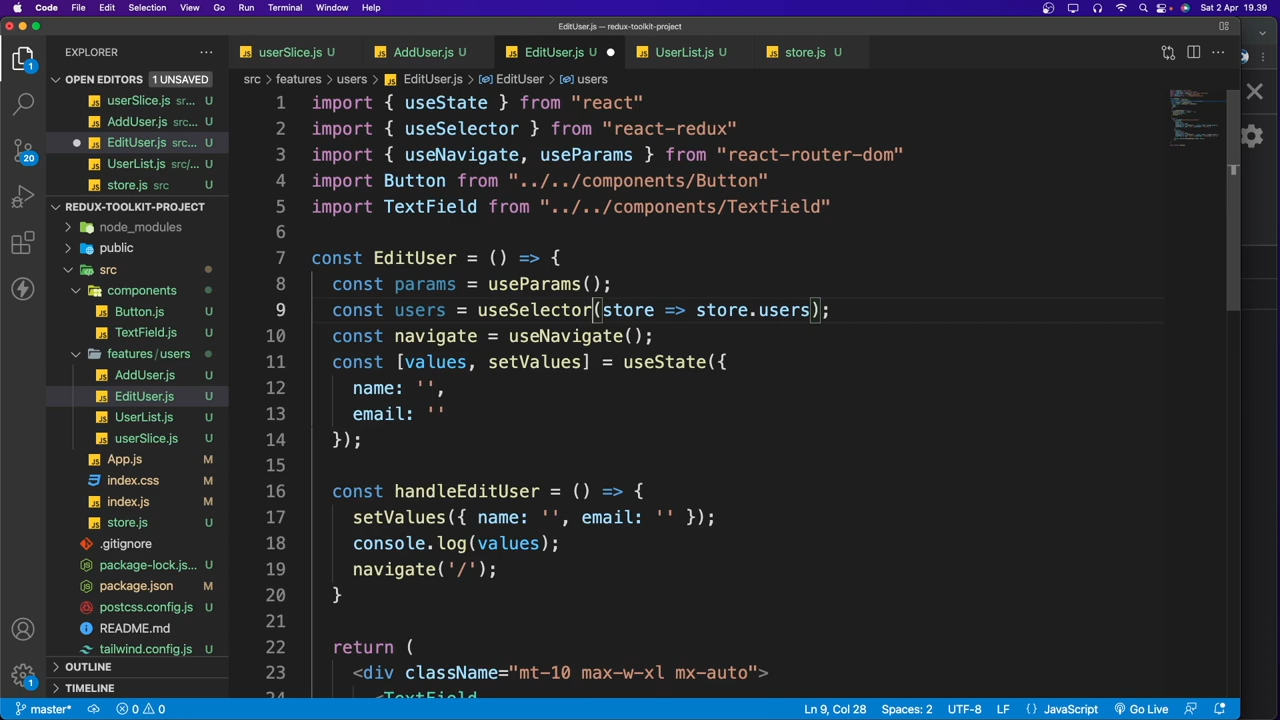 Code File Edit Selection View Go Run Terminal Window Help Sat 2 Apr 19.39
EditUser.js — redux-toolkit-project
EXPLORER
userSlice.js U AddUser.js U EditUser.js U UserList.js U store.js U
OPEN EDITORS 1 UNSAVED
src features users EditUser.js EditUser users
userSlice.js src... U
AddUser.js src... U
EditUser.js src... U
UserList.js src/... U
store.js src U
REDUX-TOOLKIT-PROJECT
node_modules
public
src
components
Button.js U
TextField.js U
features/users
AddUser.js U
EditUser.js U
UserList.js U
userSlice.js U
App.js M
index.css M
index.js M
store.js U
.gitignore
package-lock.js... U
package.json M
postcss.config.js U
README.md
tailwind.config.js U
OUTLINE
TIMELINE
1
20
1
1 import { useState } from "react"
2 import { useSelector } from "react-redux"
3 import { useNavigate, useParams } from "react-router-dom"
4 import Button from "../../components/Button"
5 import TextField from "../../components/TextField"
6
7 const EditUser = () => {
8 const params = useParams();
9 const users = useSelector(store => store.users);
10 const navigate = useNavigate();
11 const [values, setValues] = useState({
12 name: '',
13 email: ''
14 });
15
16 const handleEditUser = () => {
17 setValues({ name: '', email: '' });
18 console.log(values);
19 navigate('/');
20 }
21
22 return (
23 <div className="mt-10 max-w-xl mx-auto">
24 <TextField
master* 0 0 Ln 9, Col 28 Spaces: 2 UTF-8 LF {} JavaScript Go Live